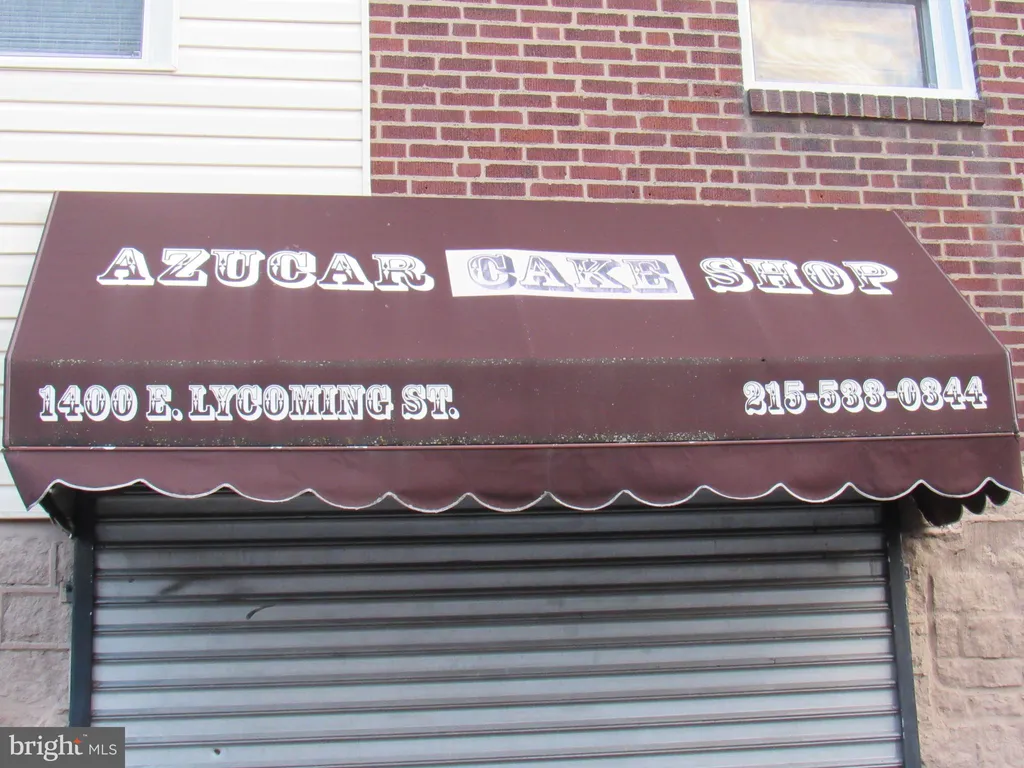 AZUCAR CAKE SHOP
1400 E. LYCOMING ST. 215-533-0344
bright MLS